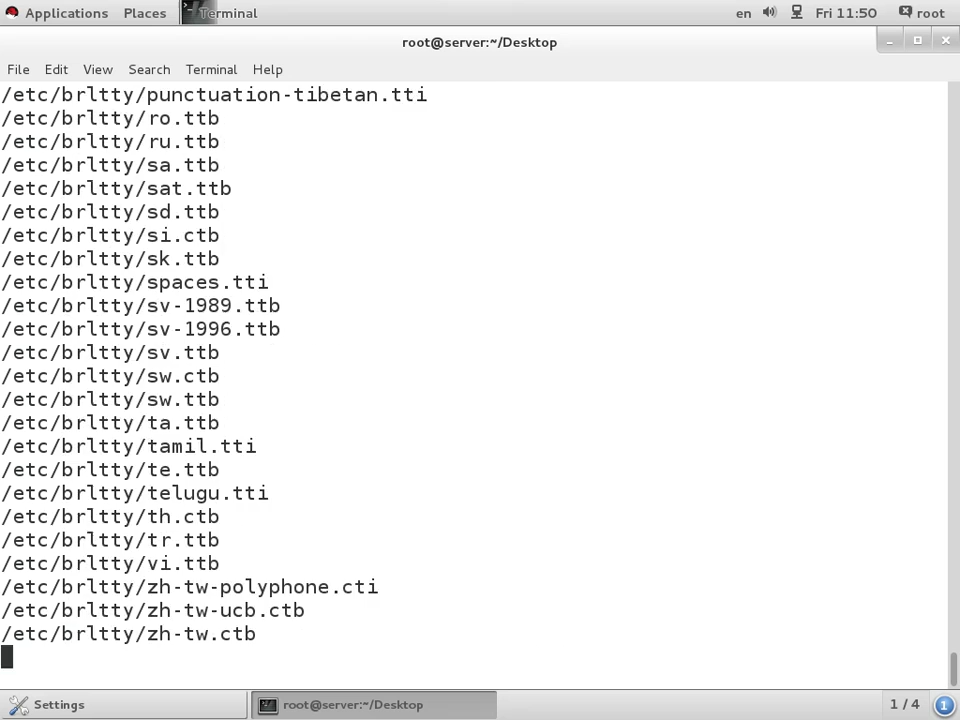 Applications Places Terminal en Fri 11:50 root
root@server:~/Desktop
File Edit View Search Terminal Help
/etc/brltty/punctuation-tibetan.tti
/etc/brltty/ro.ttb
/etc/brltty/ru.ttb
/etc/brltty/sa.ttb
/etc/brltty/sat.ttb
/etc/brltty/sd.ttb
/etc/brltty/si.ctb
/etc/brltty/sk.ttb
/etc/brltty/spaces.tti
/etc/brltty/sv-1989.ttb
/etc/brltty/sv-1996.ttb
/etc/brltty/sv.ttb
/etc/brltty/sw.ctb
/etc/brltty/sw.ttb
/etc/brltty/ta.ttb
/etc/brltty/tamil.tti
/etc/brltty/te.ttb
/etc/brltty/telugu.tti
/etc/brltty/th.ctb
/etc/brltty/tr.ttb
/etc/brltty/vi.ttb
/etc/brltty/zh-tw-polyphone.cti
/etc/brltty/zh-tw-ucb.ctb
/etc/brltty/zh-tw.ctb
Settings root@server:~/Desktop 1 / 4 1